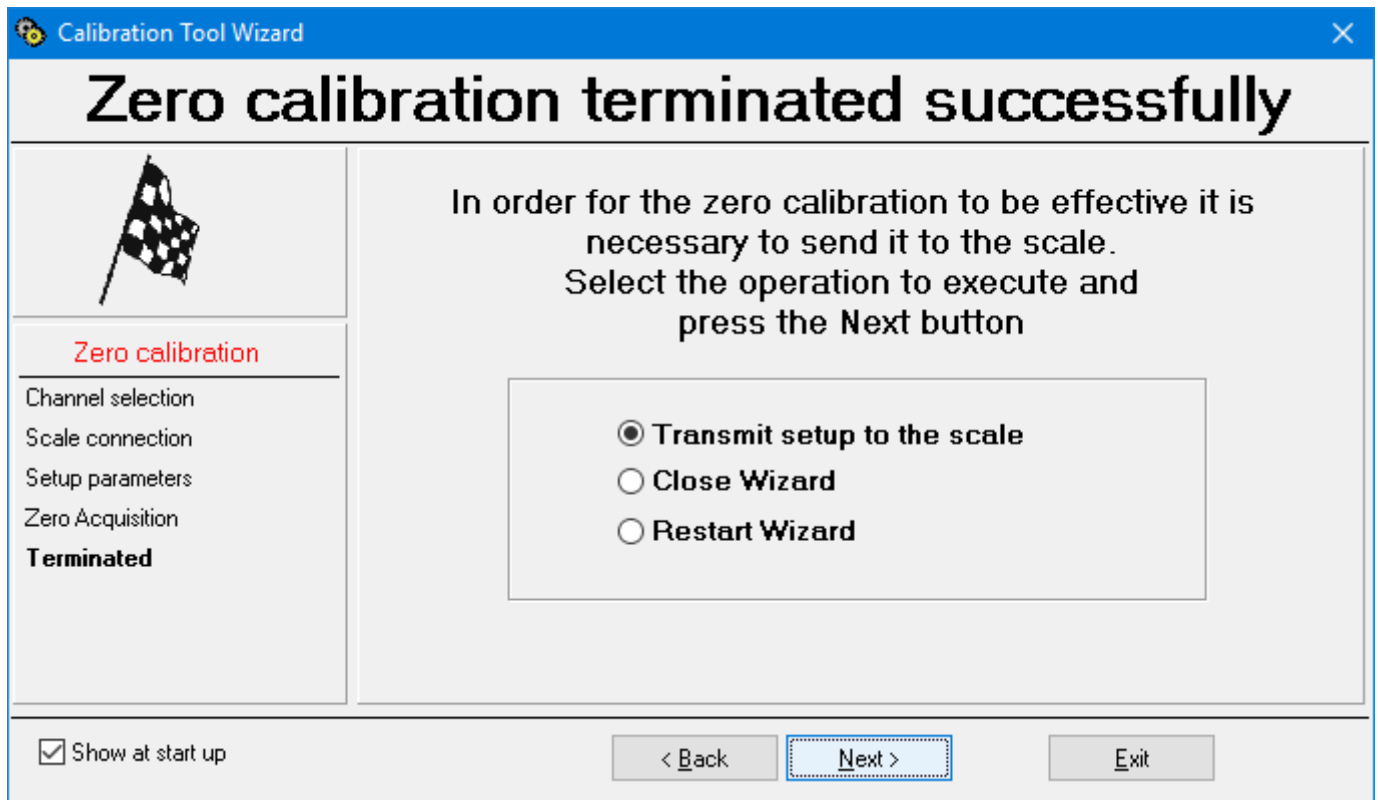 Calibration Tool Wizard
Zero calibration terminated successfully
Zero calibration
Channel selection
Scale connection
Setup parameters
Zero Acquisition
Terminated
In order for the zero calibration to be effective it is
necessary to send it to the scale.
Select the operation to execute and
press the Next button
Transmit setup to the scale
Close Wizard
Restart Wizard
Show at start up
< Back
Next >
Exit